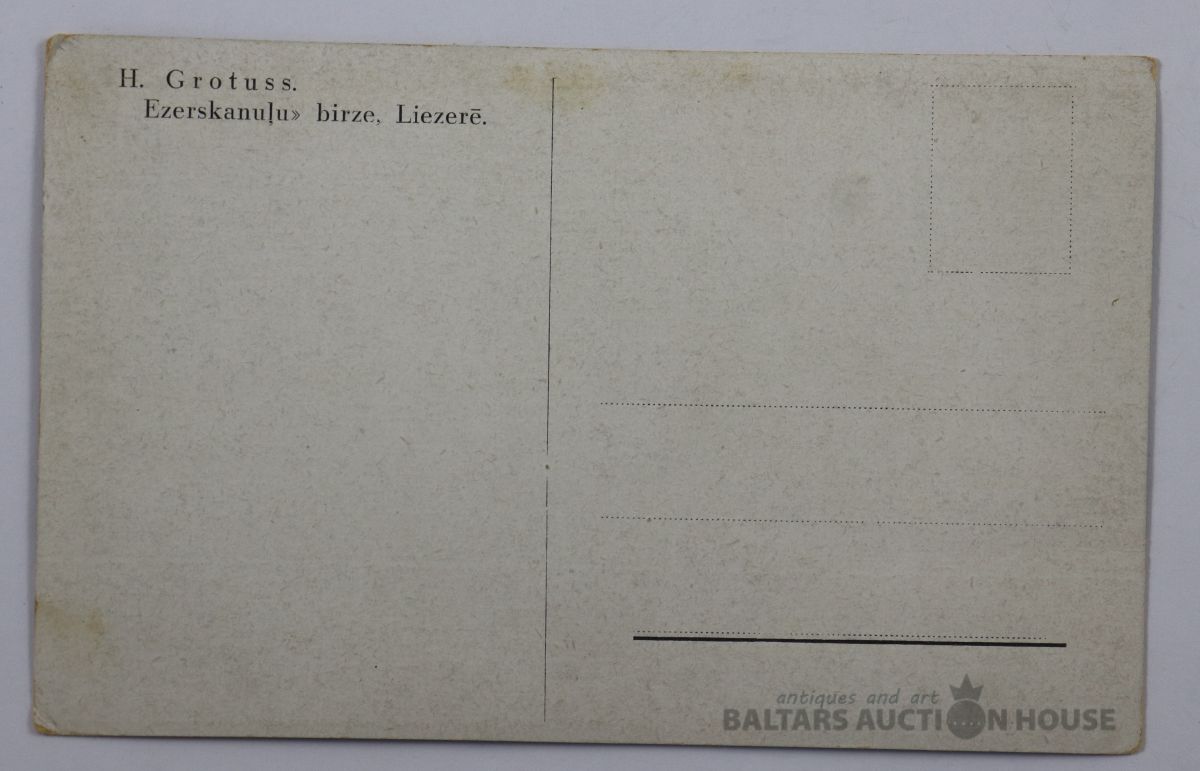 H. Grotuss.
Ezerskanuļu» birze, Liezerē.
antiques and art
BALTARS AUCTION HOUSE